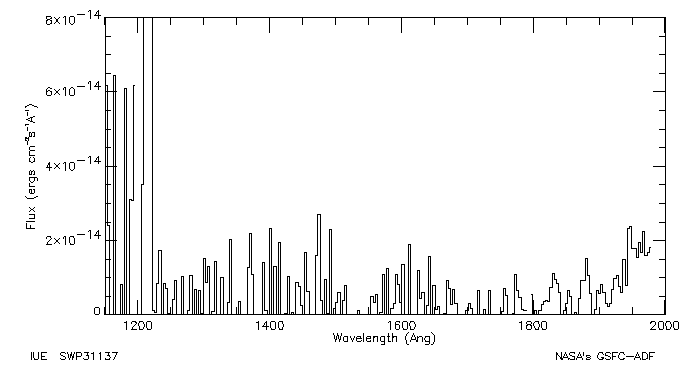 8×10⁻¹⁴
6×10⁻¹⁴
4×10⁻¹⁴
2×10⁻¹⁴
0
Flux (ergs cm⁻²s⁻¹A⁻¹)
1200 1400 1600 1800 2000
Wavelength (Ang)
IUE SWP31137 NASA's GSFC-ADF